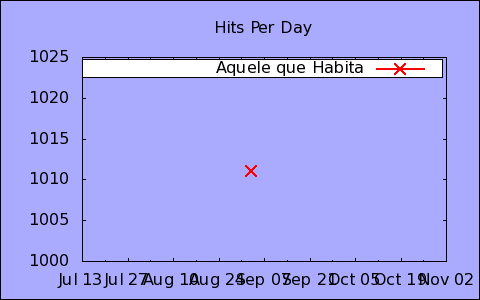 Hits Per Day
Aquele que Habita
1025
1020
1015
1010
1005
1000
Jul 13 Jul 27 Aug 10 Aug 24 Sep 07 Sep 21 Oct 05 Oct 19 Nov 02